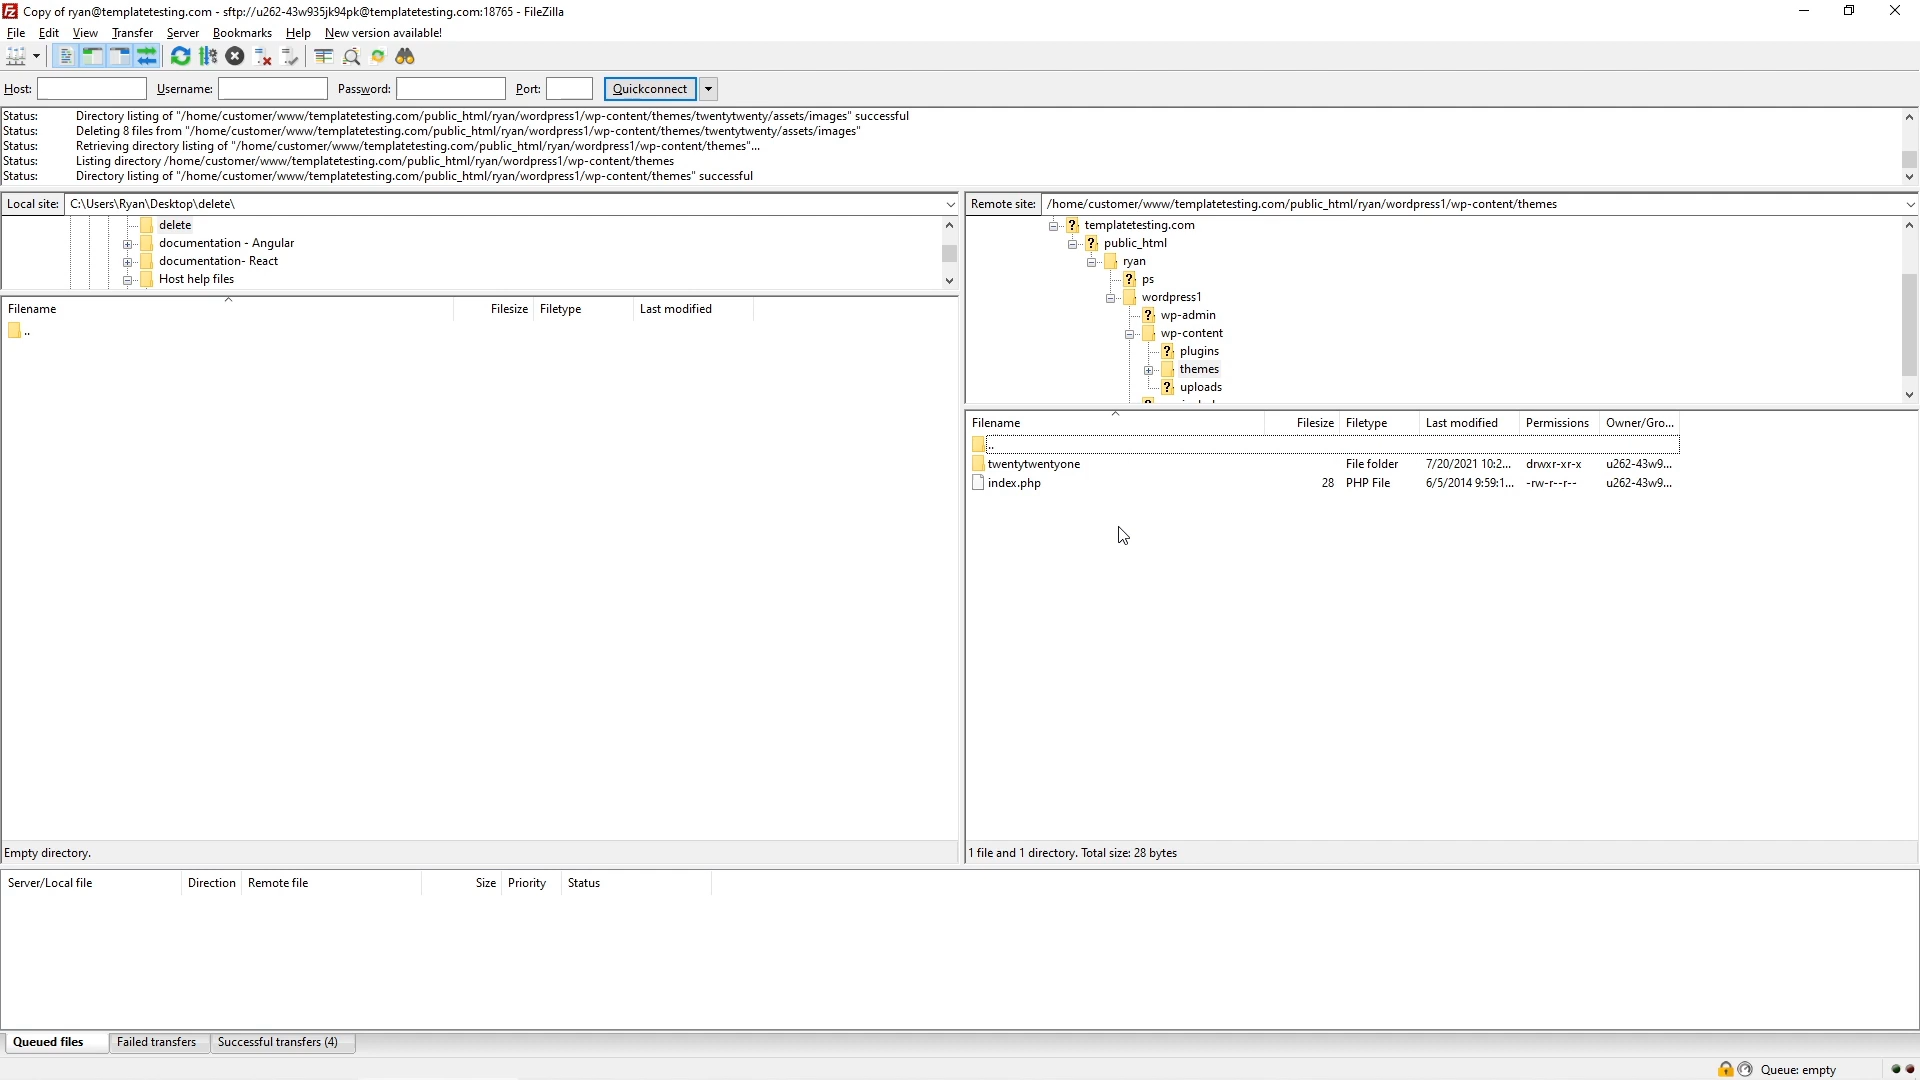 Copy of ryan@templatetesting.com - sftp://u262-43w935jk94pk@templatetesting.com:18765 - FileZilla
File Edit View Transfer Server Bookmarks Help New version available!
Host: Username: Password: Port: Quickconnect
Status: Directory listing of "/home/customer/www/templatetesting.com/public_html/ryan/wordpress1/wp-content/themes/twentytwenty/assets/images" successful
Status: Deleting 8 files from "/home/customer/www/templatetesting.com/public_html/ryan/wordpress1/wp-content/themes/twentytwenty/assets/images"
Status: Retrieving directory listing of "/home/customer/www/templatetesting.com/public_html/ryan/wordpress1/wp-content/themes"...
Status: Listing directory /home/customer/www/templatetesting.com/public_html/ryan/wordpress1/wp-content/themes
Status: Directory listing of "/home/customer/www/templatetesting.com/public_html/ryan/wordpress1/wp-content/themes" successful
Local site: C:\Users\Ryan\Desktop\delete\
delete
documentation - Angular
documentation- React
Host help files
Filename Filesize Filetype Last modified
..
Empty directory.
Remote site: /home/customer/www/templatetesting.com/public_html/ryan/wordpress1/wp-content/themes
templatetesting.com
public_html
ryan
ps
wordpress1
wp-admin
wp-content
plugins
themes
uploads
Filename Filesize Filetype Last modified Permissions Owner/Gro...
..
twentytwentyone File folder 7/20/2021 10:2... drwxr-xr-x u262-43w9...
index.php 28 PHP File 6/5/2014 9:59:1... -rw-r--r-- u262-43w9...
1 file and 1 directory. Total size: 28 bytes
Server/Local file Direction Remote file Size Priority Status
Queued files Failed transfers Successful transfers (4)
Queue: empty